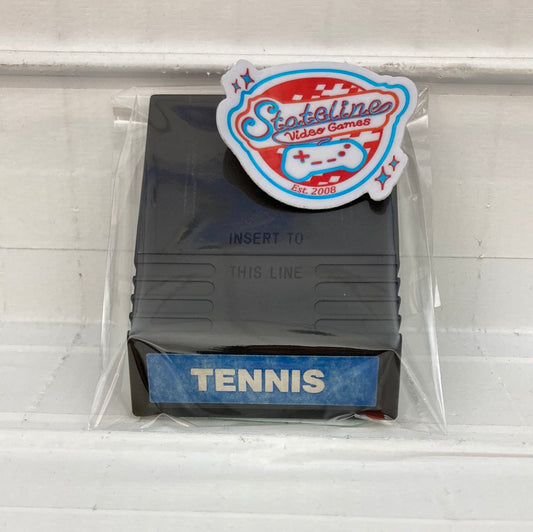 Stateline
Video Games
Est. 2008
INSERT TO
THIS LINE
TENNIS